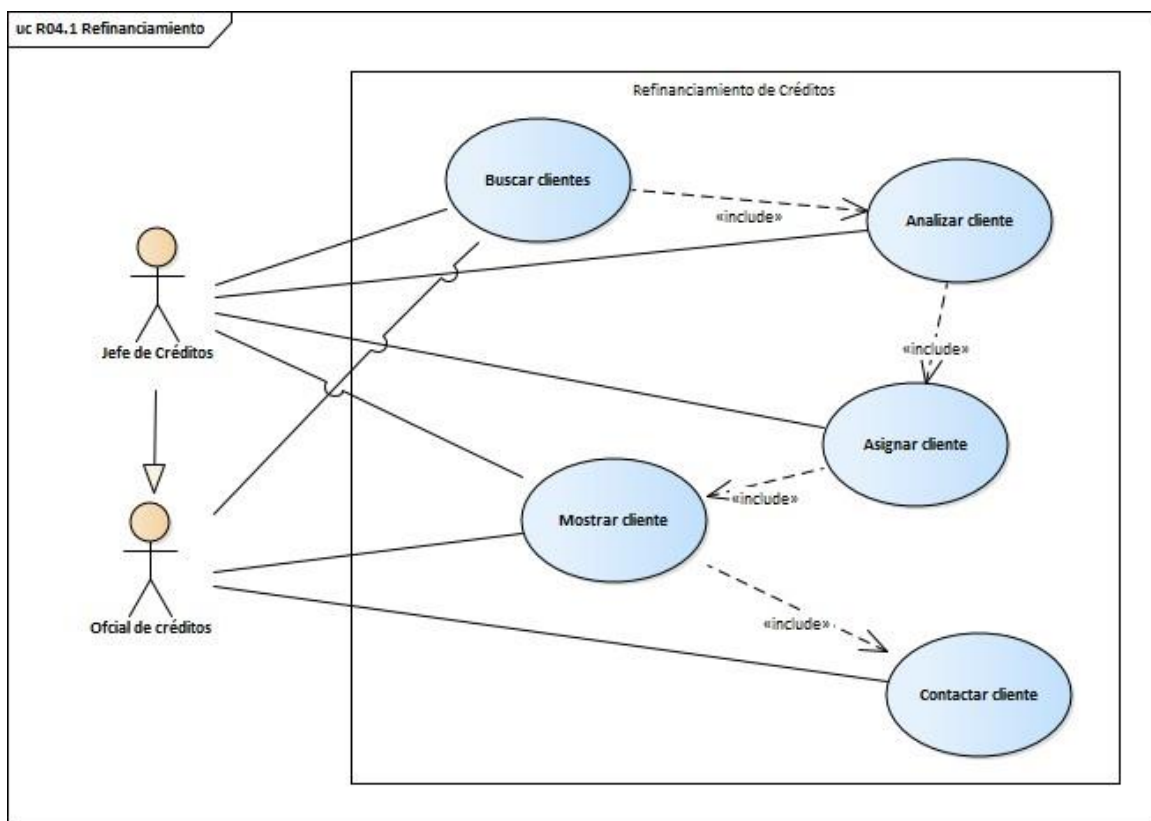 uc R04.1 Refinanciamiento
Refinanciamiento de Créditos
Buscar clientes
«include»
Analizar cliente
Jefe de Créditos
«include»
Asignar cliente
«include»
Mostrar cliente
Ofcial de créditos
«include»
Contactar cliente